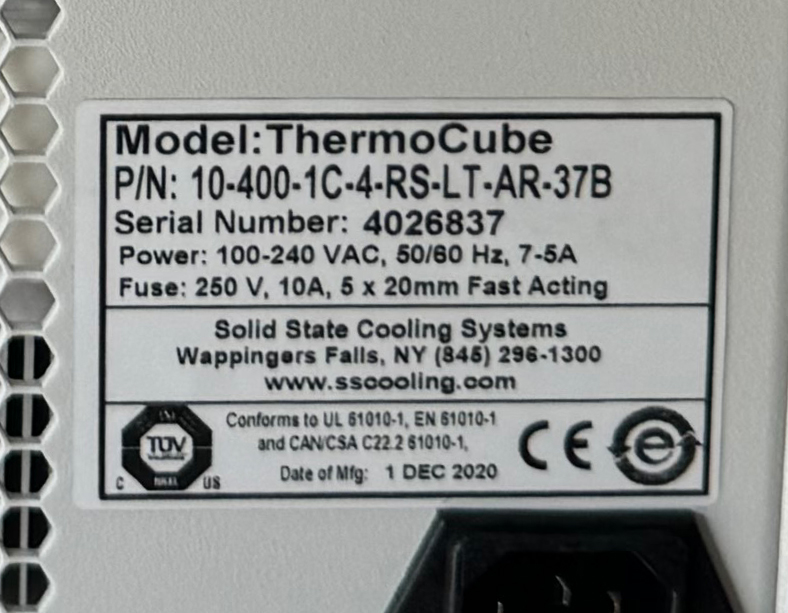 Model:ThermoCube
P/N: 10-400-1C-4-RS-LT-AR-37B
Serial Number: 4026837
Power: 100-240 VAC, 50/60 Hz, 7-5A
Fuse: 250 V, 10A, 5 x 20mm Fast Acting
Solid State Cooling Systems
Wappingers Falls, NY (845) 296-1300
www.sscooling.com
Conforms to UL 61010-1, EN 61010-1
and CAN/CSA C22.2 61010-1,
Date of Mfg: 1 DEC 2020
TÜV
C US
CE
e